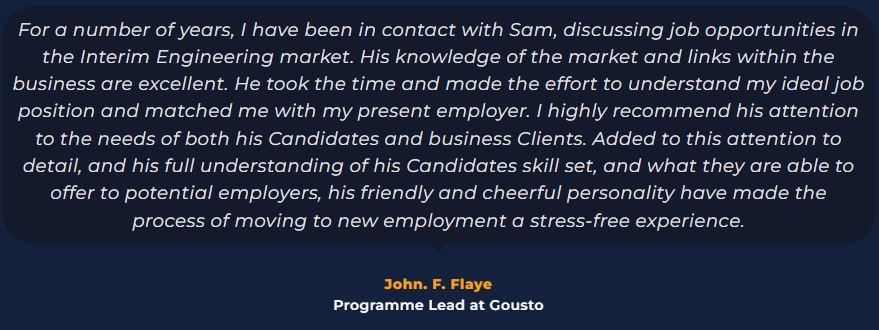 For a number of years, I have been in contact with Sam, discussing job opportunities in
the Interim Engineering market. His knowledge of the market and links within the
business are excellent. He took the time and made the effort to understand my ideal job
position and matched me with my present employer. I highly recommend his attention
to the needs of both his Candidates and business Clients. Added to this attention to
detail, and his full understanding of his Candidates skill set, and what they are able to
offer to potential employers, his friendly and cheerful personality have made the
process of moving to new employment a stress-free experience.
John. F. Flaye
Programme Lead at Gousto